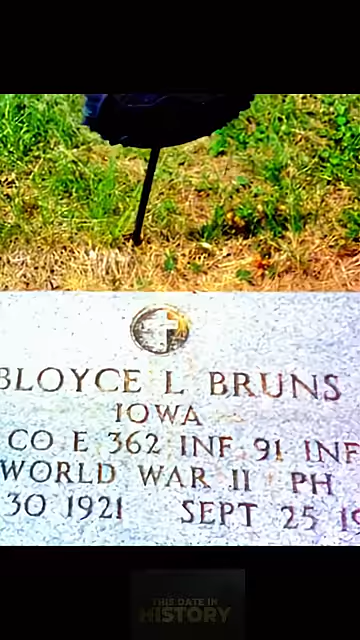 BLOYCE L BRUNS
IOWA
CO E 362 INF 91 INF
WORLD WAR II PH
30 1921 SEPT 25 19
THIS DATE IN
HISTORY